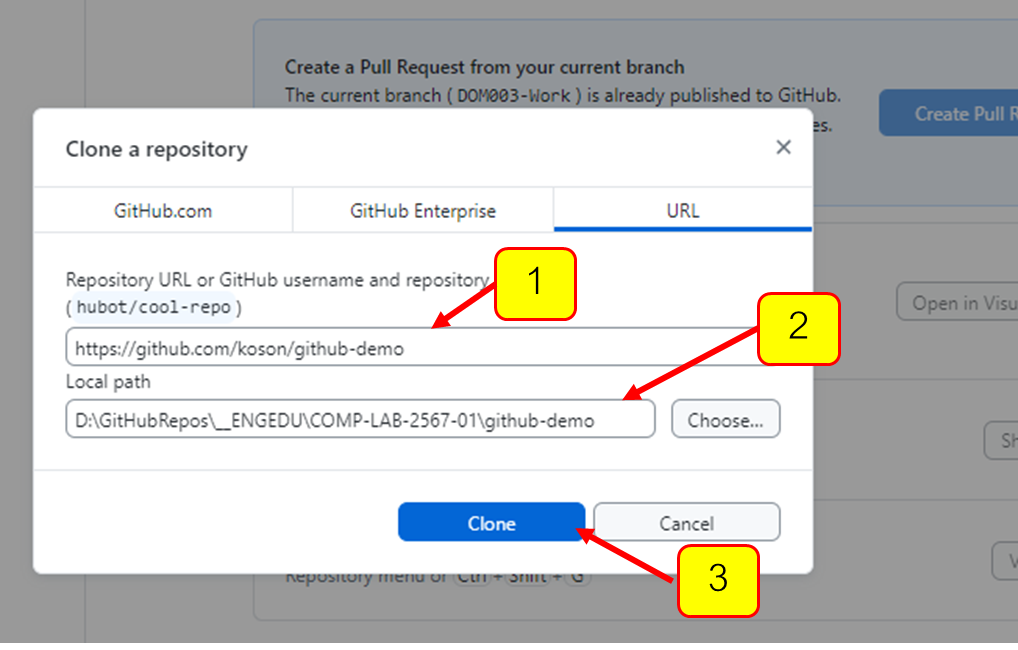 Create a Pull Request from your current branch
The current branch ( DOM003-Work ) is already published to GitHub.
es.
Create Pull R
Clone a repository
GitHub.com
GitHub Enterprise
URL
Repository URL or GitHub username and repository
( hubot/cool-repo )
1
https://github.com/koson/github-demo
2
Local path
D:\GitHubRepos\__ENGEDU\COMP-LAB-2567-01\github-demo
Choose...
Clone
Cancel
3
Open in Visu
Sh
V
Repository menu or Ctrl + Shift + G